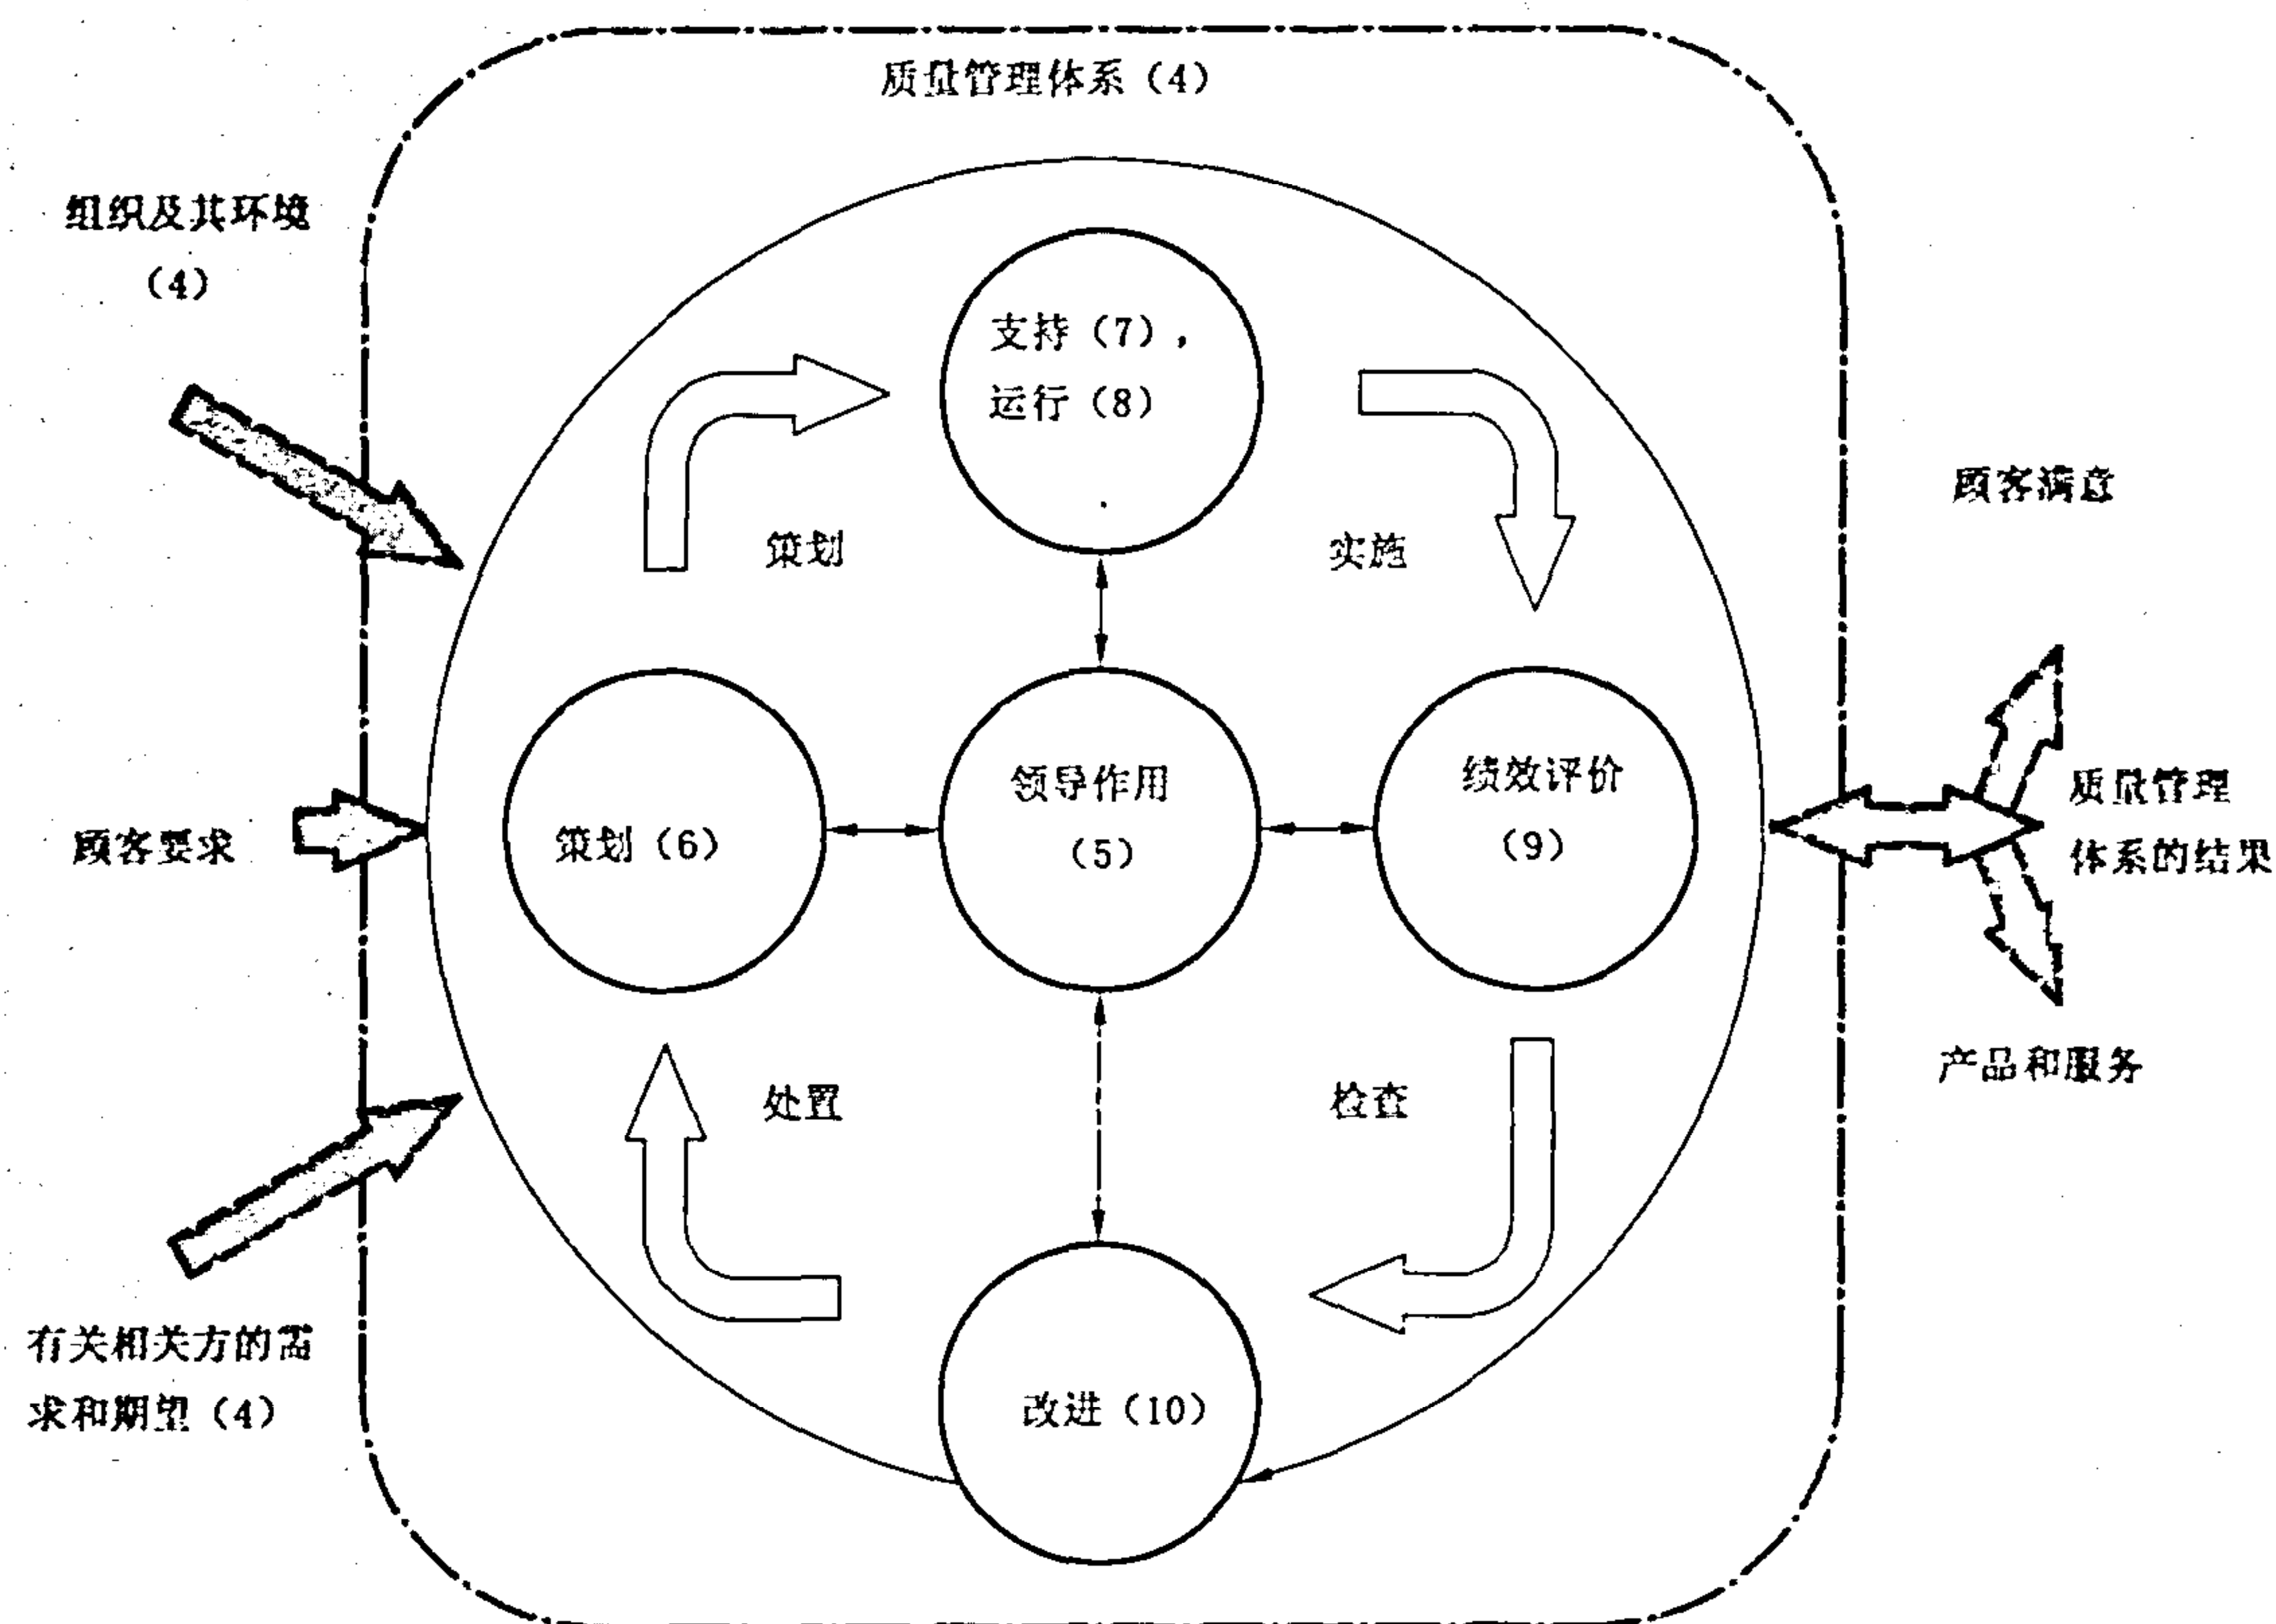 质量管理体系（4）
组织及其环境
（4）
支持（7），
运行（8）
顾客满意
策划
实施
领导作用
（5）
绩效评价
（9）
质量管理
体系的结果
顾客要求
策划（6）
产品和服务
处置
检查
有关相关方的需
求和期望（4）
改进（10）